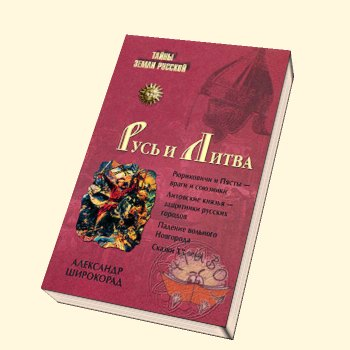 ТАЙНЫ
ЗЕМЛИ РУССКОЙ
РУСЬ И ЛИТВА
Рюриковичи и Пясты —
враги и союзники
Литовские князья —
защитники русских
городов
Падение вольного
Новгорода
Сказки
АЛЕКСАНДР
ШИРОКОРАД